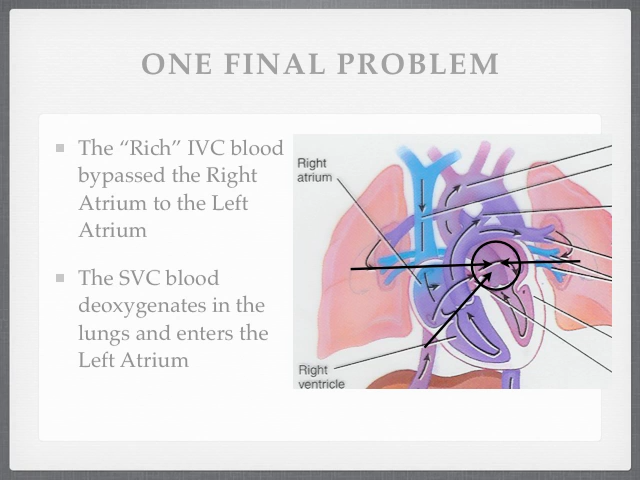 ONE FINAL PROBLEM
The “Rich” IVC blood
bypassed the Right
Atrium to the Left
Atrium
The SVC blood
deoxygenates in the
lungs and enters the
Left Atrium
Right
atrium
Right
ventricle